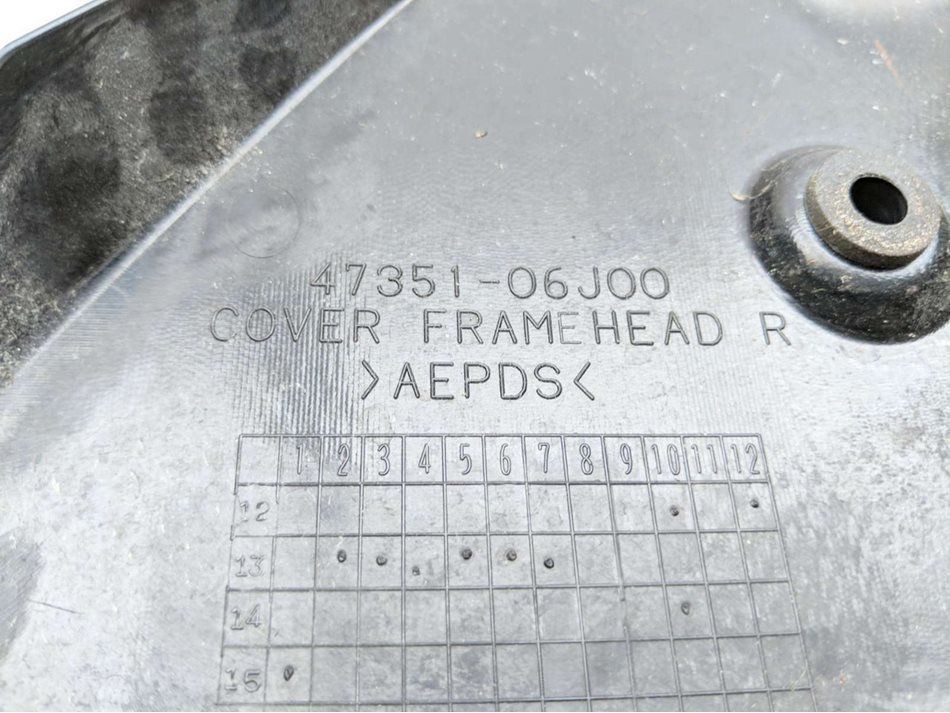 47351-06J00
COVER FRAMEHEAD R
>AEPDS<
1 2 3 4 5 6 7 8 9 10 11 12
12
13
14
15